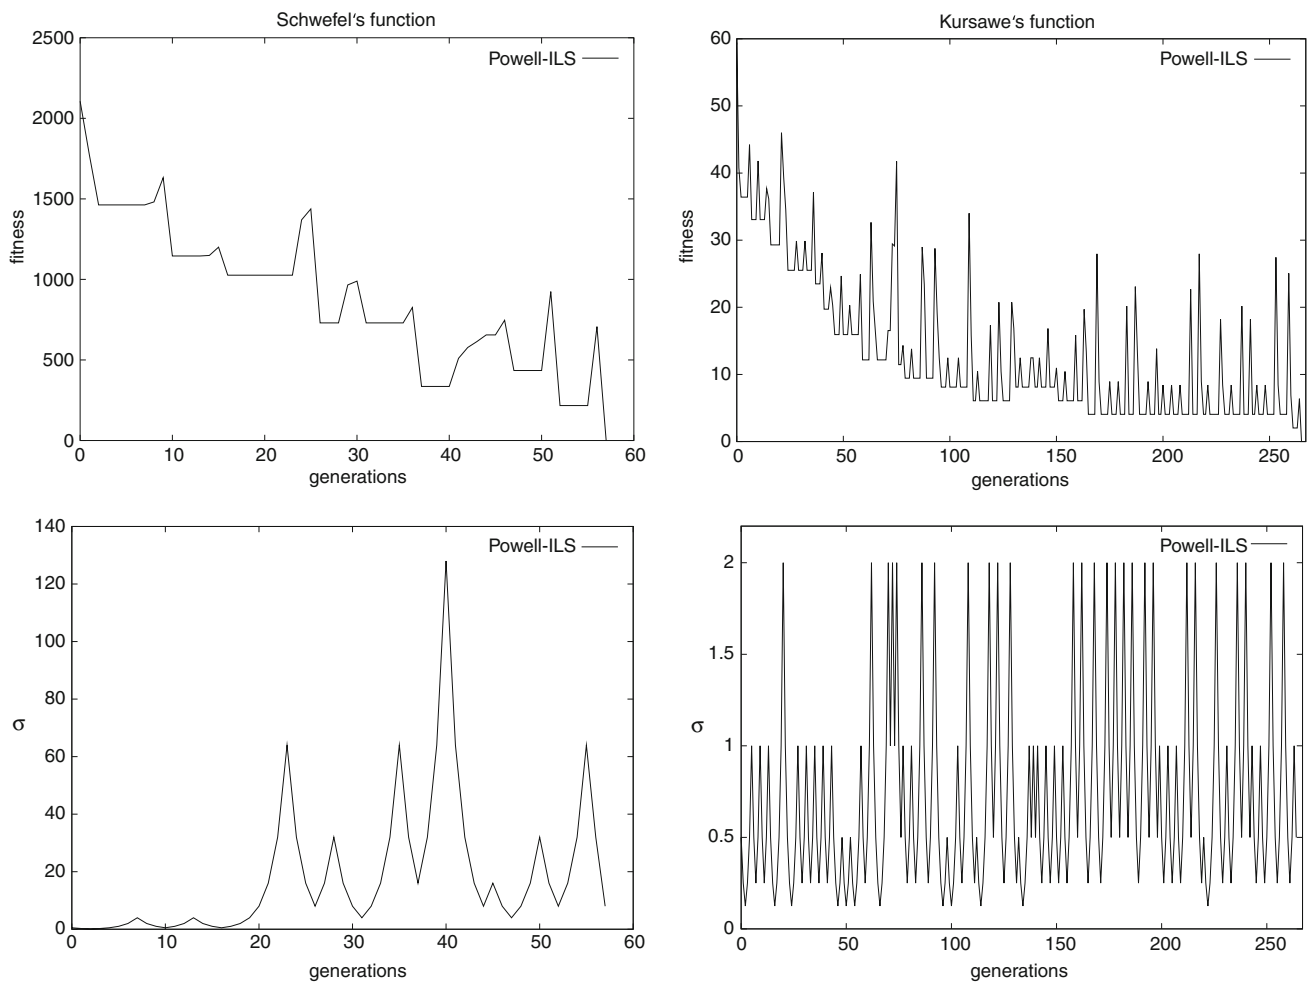 Schwefel‘s function
2500
2000
1500
1000
500
0
fitness
Powell-ILS
0 10 20 30 40 50 60
generations
Kursawe‘s function
60
50
40
30
20
10
0
fitness
Powell-ILS
0 50 100 150 200 250
generations
140
120
100
80
60
40
20
0
σ
Powell-ILS
0 10 20 30 40 50 60
generations
2
1.5
1
0.5
0
σ
Powell-ILS
0 50 100 150 200 250
generations